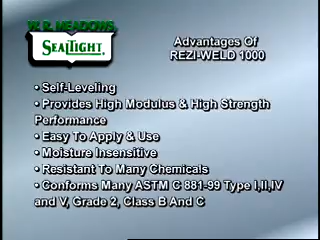 W. R. MEADOWS
SEALTIGHT
Advantages Of
REZI-WELD 1000
• Self-Leveling
• Provides High Modulus & High Strength
Performance
• Easy To Apply & Use
• Moisture Insensitive
• Resistant To Many Chemicals
• Conforms Many ASTM C 881-99 Type I,II,IV
and V, Grade 2, Class B And C